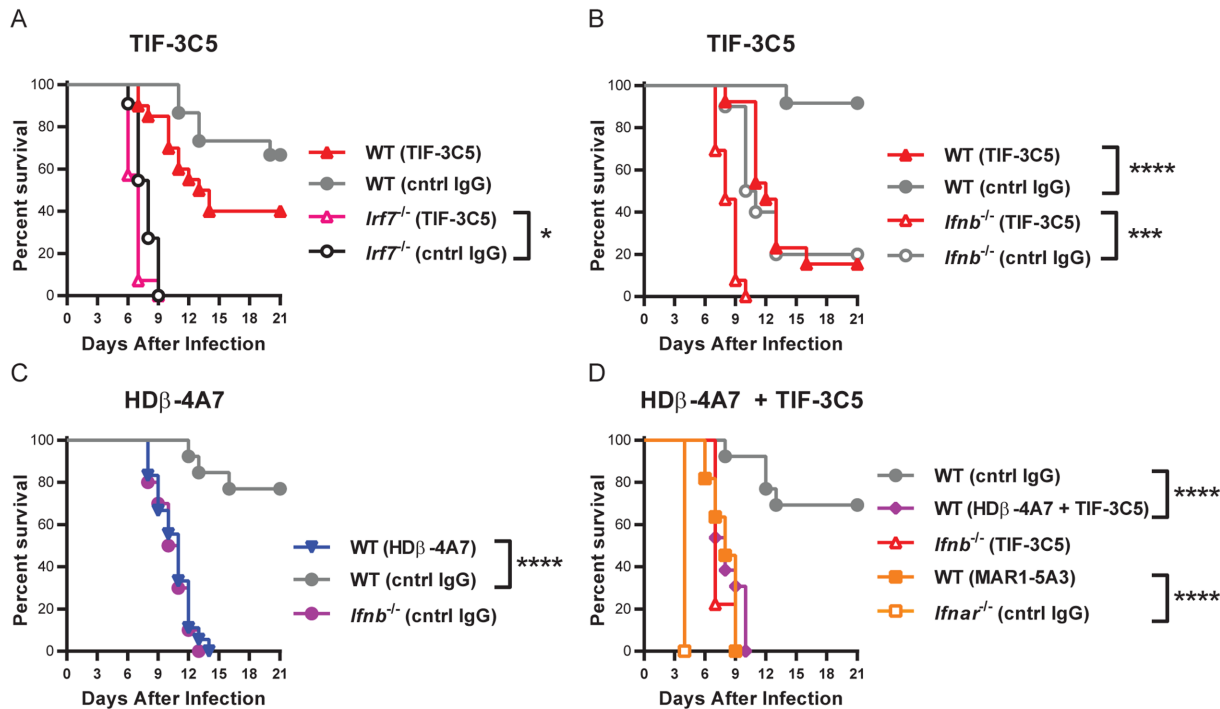 A
TIF-3C5
Percent survival
100
80
60
40
20
0
0 3 6 9 12 15 18 21
Days After Infection
WT (TIF-3C5)
WT (cntrl IgG)
Irf7-/- (TIF-3C5)
Irf7-/- (cntrl IgG)
*
B
TIF-3C5
Percent survival
100
80
60
40
20
0
0 3 6 9 12 15 18 21
Days After Infection
WT (TIF-3C5)
WT (cntrl IgG)
Ifnb-/- (TIF-3C5)
Ifnb-/- (cntrl IgG)
****
***
C
HDβ-4A7
Percent survival
100
80
60
40
20
0
0 3 6 9 12 15 18 21
Days After Infection
WT (HDβ-4A7)
WT (cntrl IgG)
Ifnb-/- (cntrl IgG)
****
D
HDβ-4A7 + TIF-3C5
Percent survival
100
80
60
40
20
0
0 3 6 9 12 15 18 21
Days After Infection
WT (cntrl IgG)
WT (HDβ-4A7 + TIF-3C5)
Ifnb-/- (TIF-3C5)
WT (MAR1-5A3)
Ifnar-/- (cntrl IgG)
****
****